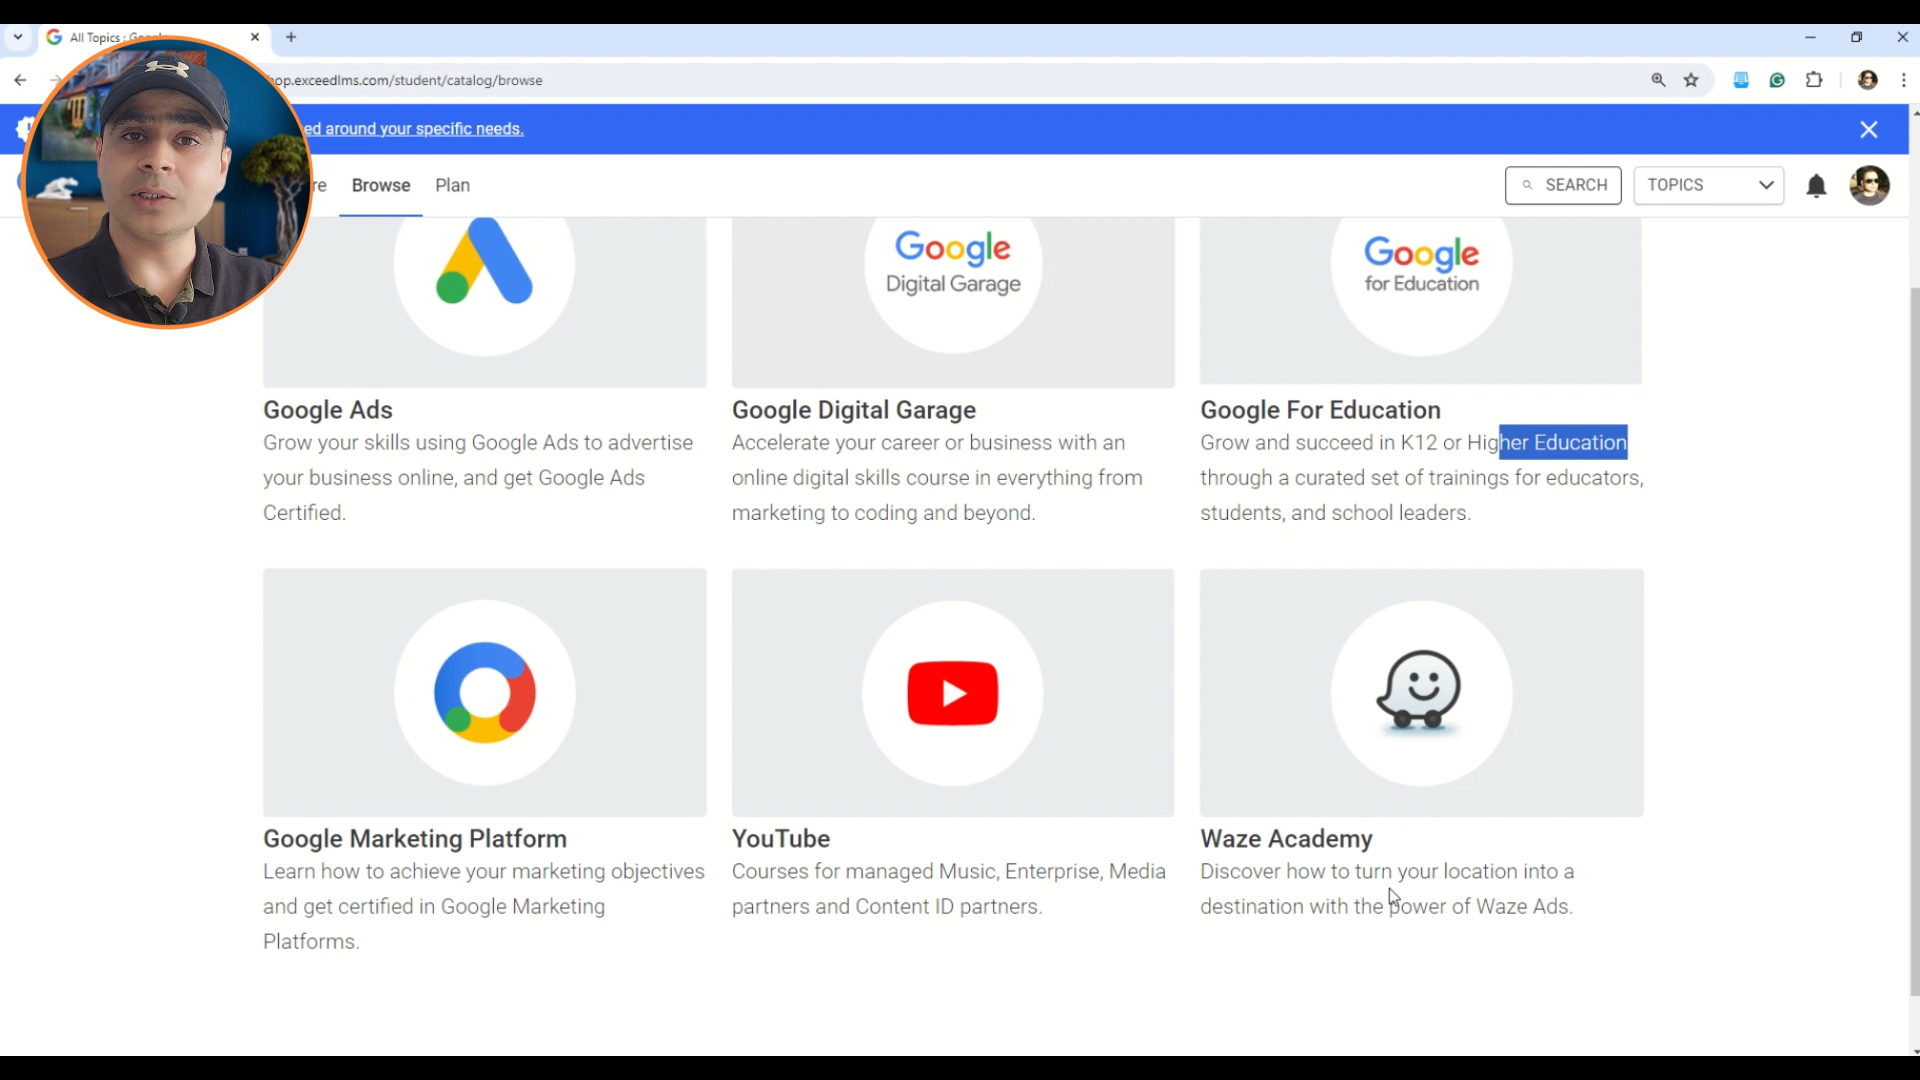 All Topics : Goo
hop.exceedlms.com/student/catalog/browse
ed around your specific needs.
re
Browse
Plan
SEARCH
TOPICS
Google
Digital Garage
Google
for Education
Google Ads
Grow your skills using Google Ads to advertise
your business online, and get Google Ads
Certified.
Google Digital Garage
Accelerate your career or business with an
online digital skills course in everything from
marketing to coding and beyond.
Google For Education
Grow and succeed in K12 or Higher Education
through a curated set of trainings for educators,
students, and school leaders.
Google Marketing Platform
Learn how to achieve your marketing objectives
and get certified in Google Marketing
Platforms.
YouTube
Courses for managed Music, Enterprise, Media
partners and Content ID partners.
Waze Academy
Discover how to turn your location into a
destination with the power of Waze Ads.